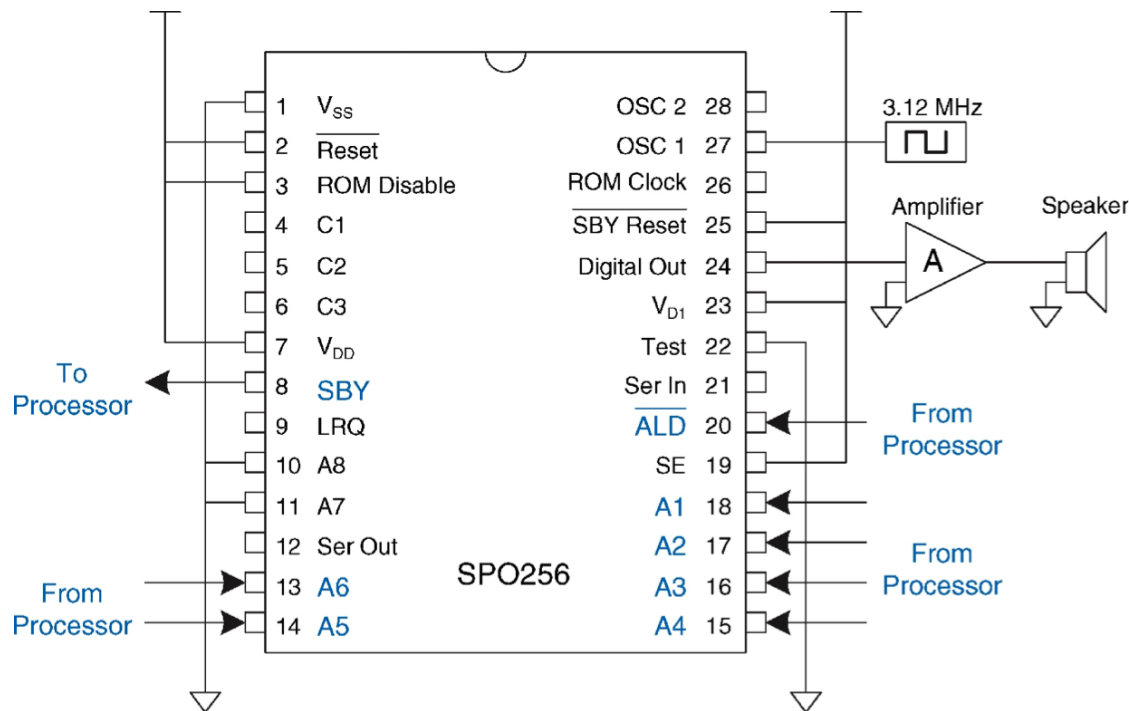 1 VSS
2 Reset
3 ROM Disable
4 C1
5 C2
6 C3
7 VDD
8 SBY
9 LRQ
10 A8
11 A7
12 Ser Out
13 A6
14 A5
To
Processor
From
Processor
SPO256
OSC 2 28
OSC 1 27
ROM Clock 26
SBY Reset 25
Digital Out 24
VD1 23
Test 22
Ser In 21
ALD 20
SE 19
A1 18
A2 17
A3 16
A4 15
3.12 MHz
Amplifier
A
Speaker
From
Processor
From
Processor